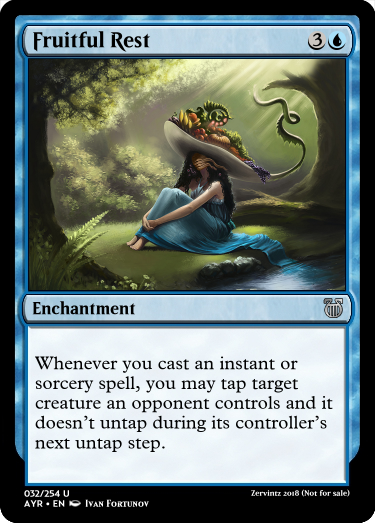 Fruitful Rest 3
Enchantment
Whenever you cast an instant or
sorcery spell, you may tap target
creature an opponent controls and it
doesn't untap during its controller's
next untap step.
032/254 U
Zervintz 2018 (Not for sale)
AYR • EN Ivan Fortunov